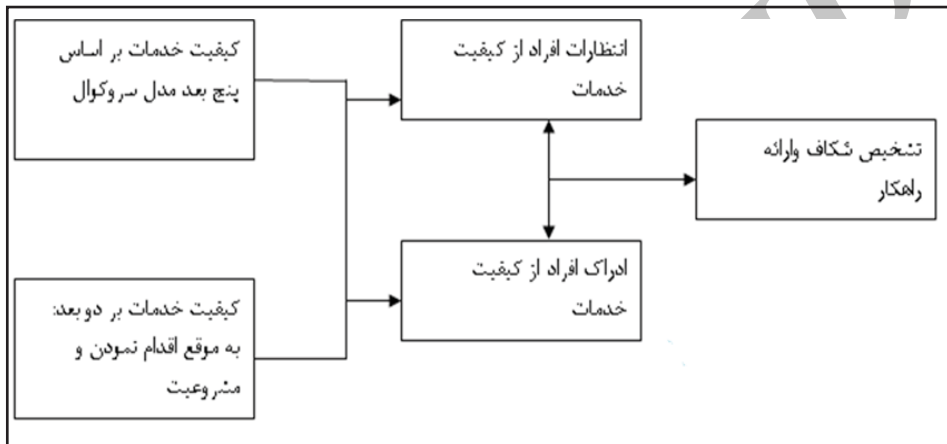 کیفیت خدمات بر اساس
پنج بعد مدل سروکوال
انتظارات افراد از کیفیت
خدمات
تشخیص شکاف وارائه
راهکار
ادراک افراد از کیفیت
خدمات
کیفیت خدمات بر دو بعد:
به موقع اقدام نمودن و
مشروعیت